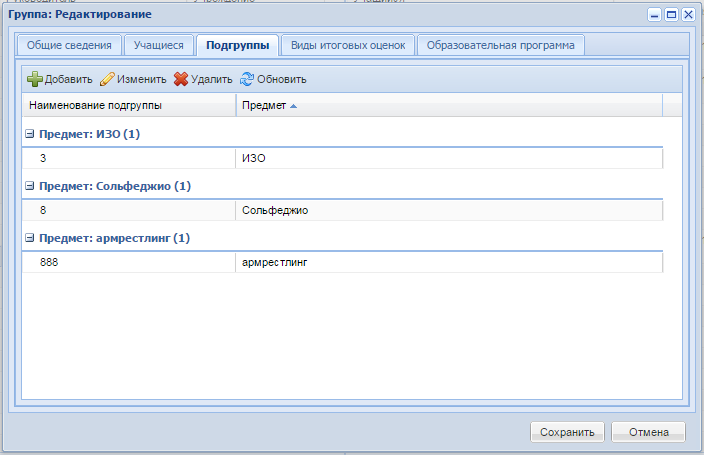 Группа: Редактирование
Общие сведения Учащиеся Подгруппы Виды итоговых оценок Образовательная программа
Добавить Изменить Удалить Обновить
Наименование подгруппы Предмет
Предмет: ИЗО (1)
3 ИЗО
Предмет: Сольфеджио (1)
8 Сольфеджио
Предмет: армрестлинг (1)
888 армрестлинг
Сохранить Отмена